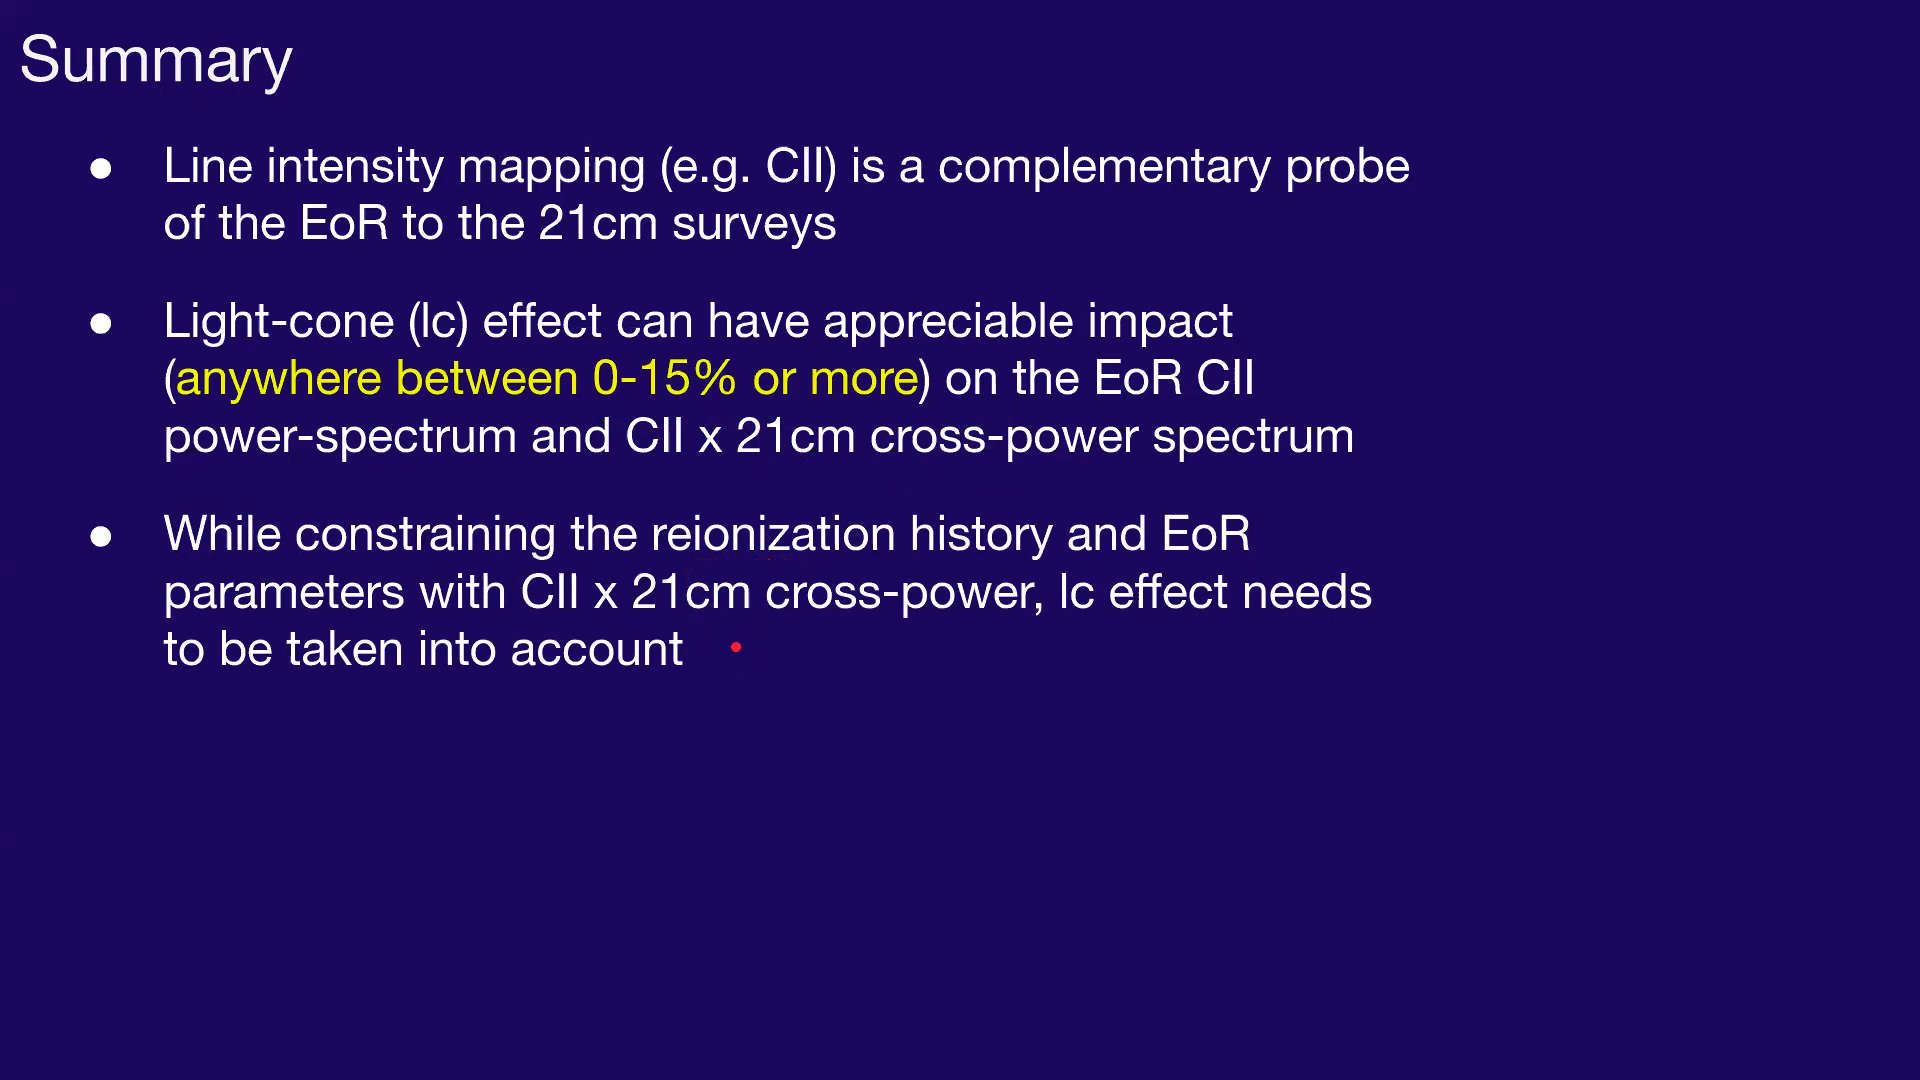 Summary
● Line intensity mapping (e.g. CII) is a complementary probe
of the EoR to the 21cm surveys
● Light-cone (lc) effect can have appreciable impact
(anywhere between 0-15% or more) on the EoR CII
power-spectrum and CII x 21cm cross-power spectrum
● While constraining the reionization history and EoR
parameters with CII x 21cm cross-power, lc effect needs
to be taken into account